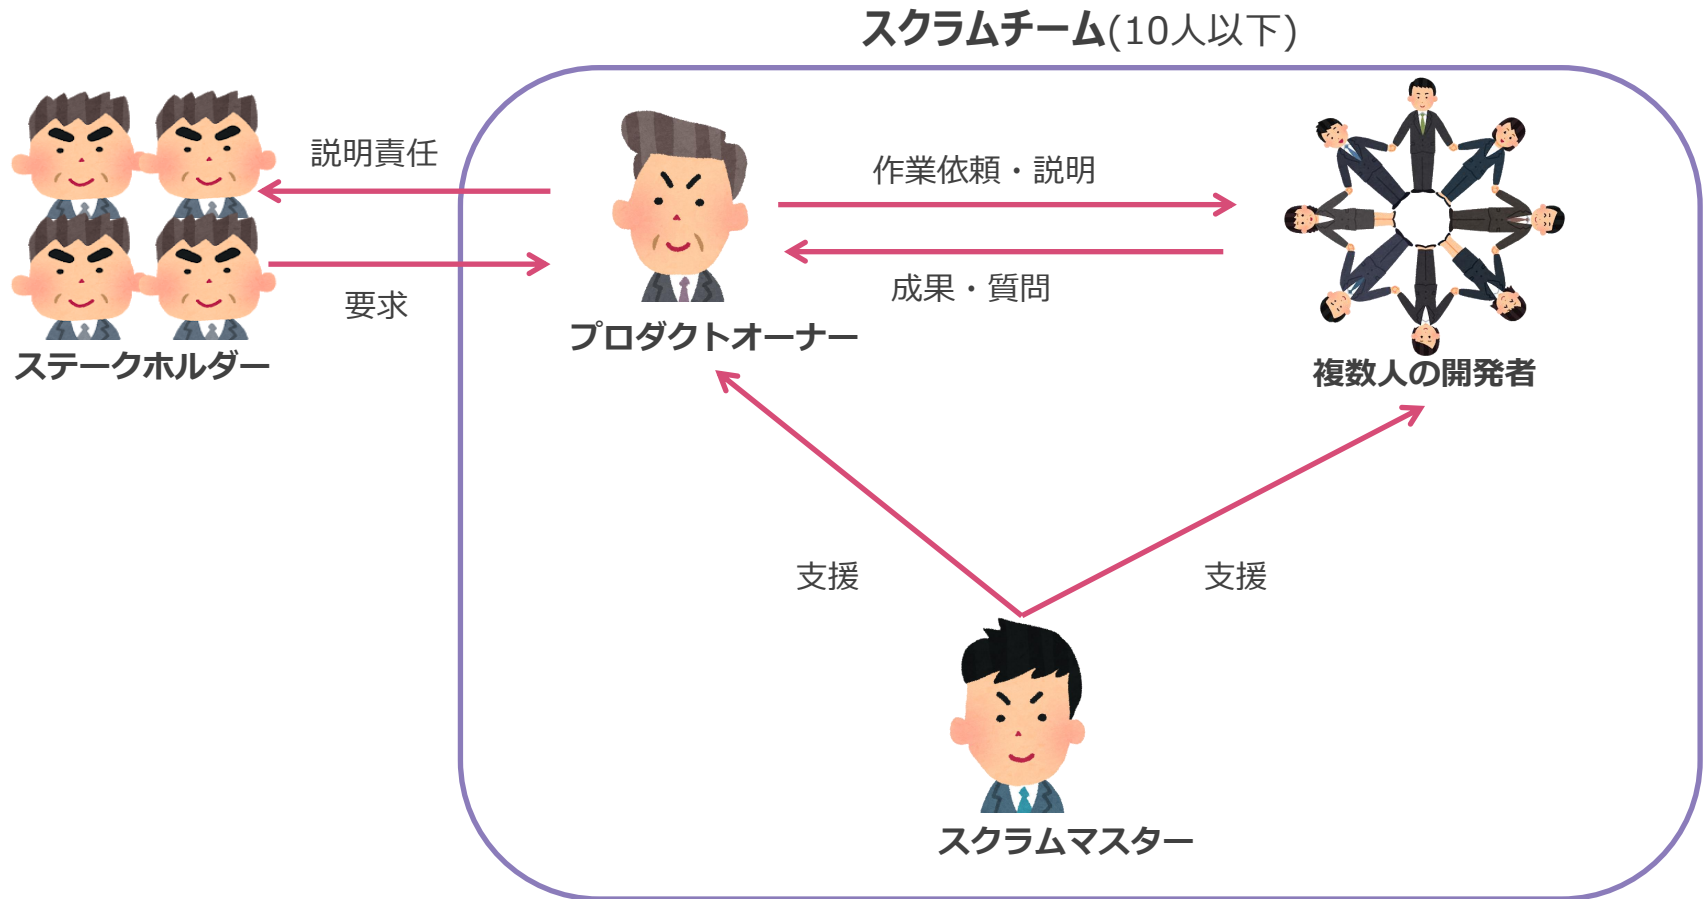 スクラムチーム(10人以下)
説明責任
要求
ステークホルダー
作業依頼・説明
成果・質問
プロダクトオーナー
複数人の開発者
支援
支援
スクラムマスター